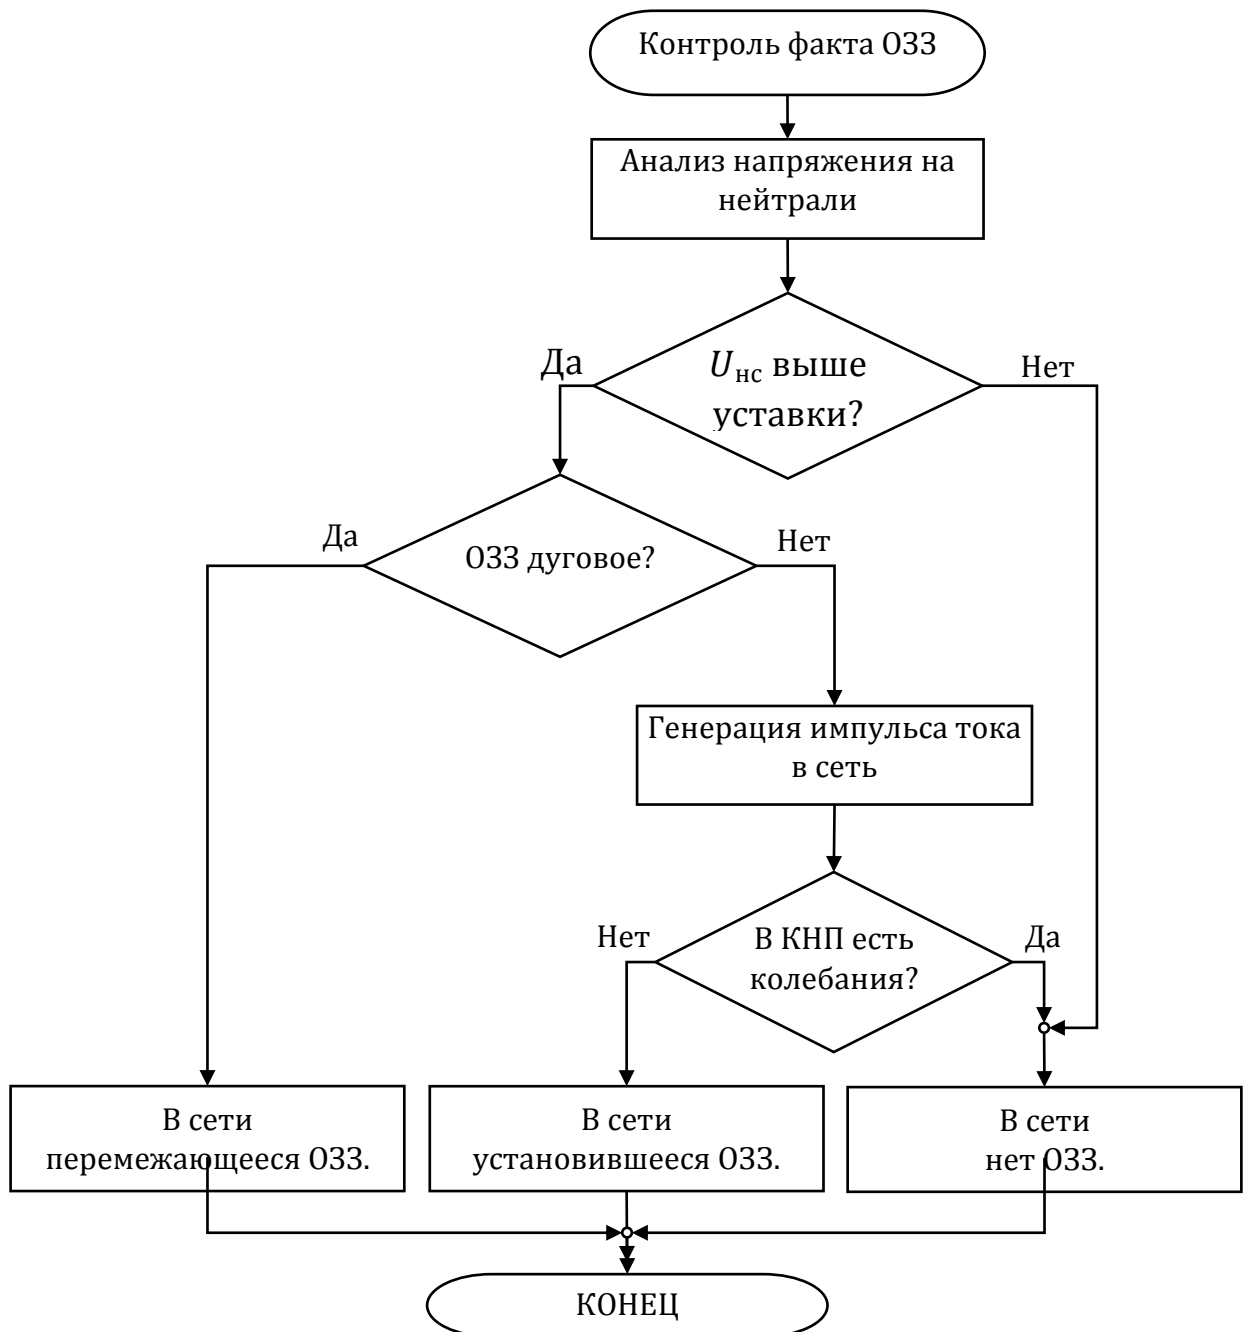 Контроль факта ОЗЗ
Анализ напряжения на
нейтрали
Да
Uнс выше
уставки?
Нет
Да
ОЗЗ дуговое?
Нет
Генерация импульса тока
в сеть
Нет
В КНП есть
колебания?
Да
В сети
перемежающееся ОЗЗ.
В сети
установившееся ОЗЗ.
В сети
нет ОЗЗ.
КОНЕЦ